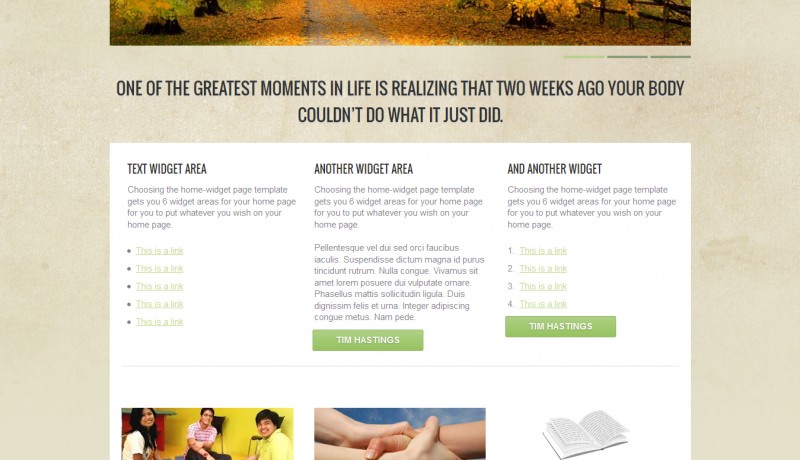 ONE OF THE GREATEST MOMENTS IN LIFE IS REALIZING THAT TWO WEEKS AGO YOUR BODY
COULDN'T DO WHAT IT JUST DID.
TEXT WIDGET AREA
Choosing the home-widget page template
gets you 6 widget areas for your home page
for you to put whatever you wish on your
home page.
This is a link
This is a link
This is a link
This is a link
This is a link
ANOTHER WIDGET AREA
Choosing the home-widget page template
gets you 6 widget areas for your home page
for you to put whatever you wish on your
home page.
Pellentesque vel dui sed orci faucibus
iaculis. Suspendisse dictum magna id purus
tincidunt rutrum. Nulla congue. Vivamus sit
amet lorem posuere dui vulputate ornare.
Phasellus mattis sollicitudin ligula. Duis
dignissim felis et urna. Integer adipiscing
congue metus. Nam pede.
TIM HASTINGS
AND ANOTHER WIDGET
Choosing the home-widget page template
gets you 6 widget areas for your home page
for you to put whatever you wish on your
home page.
1. This is a link
2. This is a link
3. This is a link
4. This is a link
TIM HASTINGS